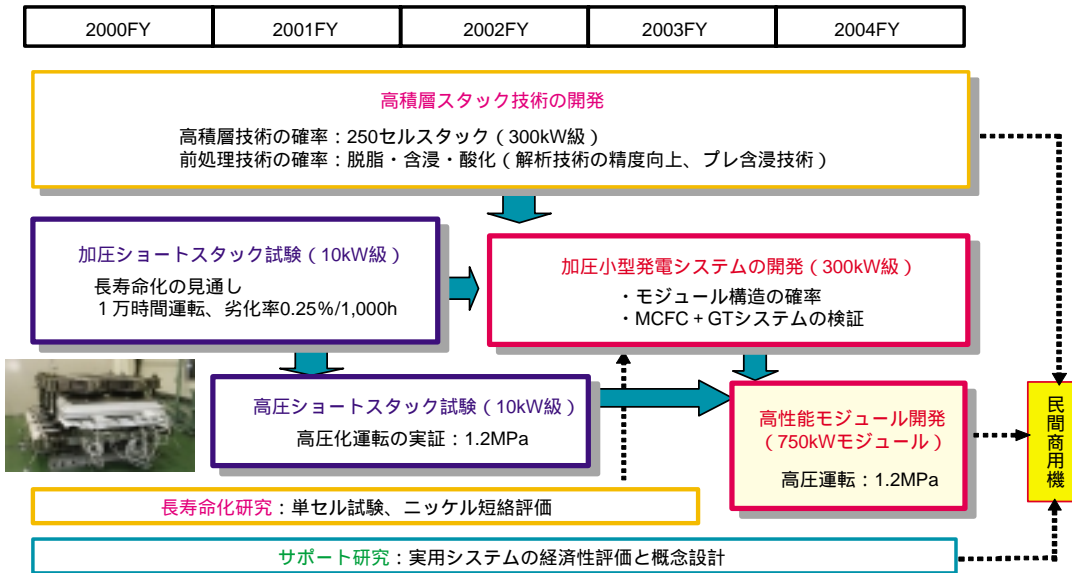 2000FY 2001FY 2002FY 2003FY 2004FY
高積層スタック技術の開発
高積層技術の確率：250セルスタック（300kW級）
前処理技術の確率：脱脂・含浸・酸化（解析技術の精度向上、プレ含浸技術）
加圧ショートスタック試験（10kW級）
長寿命化の見通し
１万時間運転、劣化率0.25%/1,000h
加圧小型発電システムの開発（300kW級）
・モジュール構造の確率
・MCFC＋GTシステムの検証
高圧ショートスタック試験（10kW級）
高圧化運転の実証：1.2MPa
高性能モジュール開発
（750kWモジュール）
高圧運転：1.2MPa
民間商用機
長寿命化研究：単セル試験、ニッケル短絡評価
サポート研究：実用システムの経済性評価と概念設計